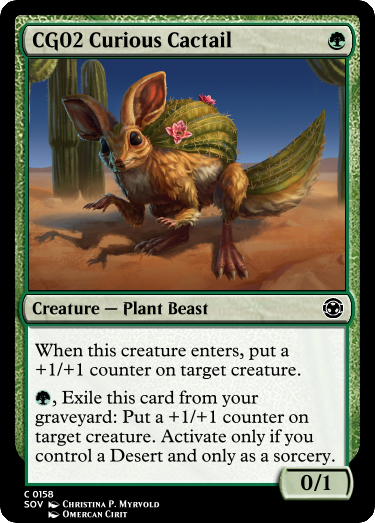 CG02 Curious Cactail
Creature — Plant Beast
When this creature enters, put a
+1/+1 counter on target creature.
, Exile this card from your
graveyard: Put a +1/+1 counter on
target creature. Activate only if you
control a Desert and only as a sorcery.
0/1
C 0158
SOV Christina P. Myrvold
Omercan Cirit